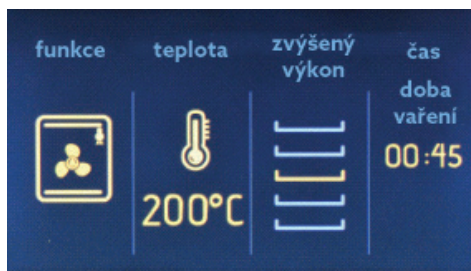 funkce
teplota
200°C
zvýšený
výkon
čas
doba
vaření
00:45